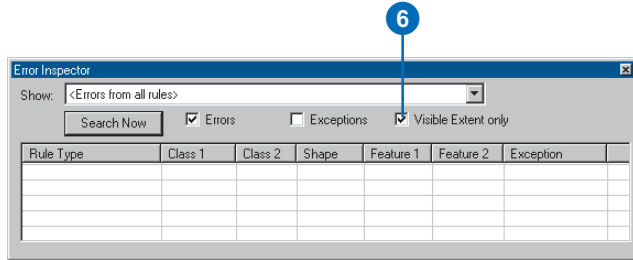 6
Error Inspector
Show: <Errors from all rules>
Search Now Errors Exceptions Visible Extent only
Rule Type Class 1 Class 2 Shape Feature 1 Feature 2 Exception